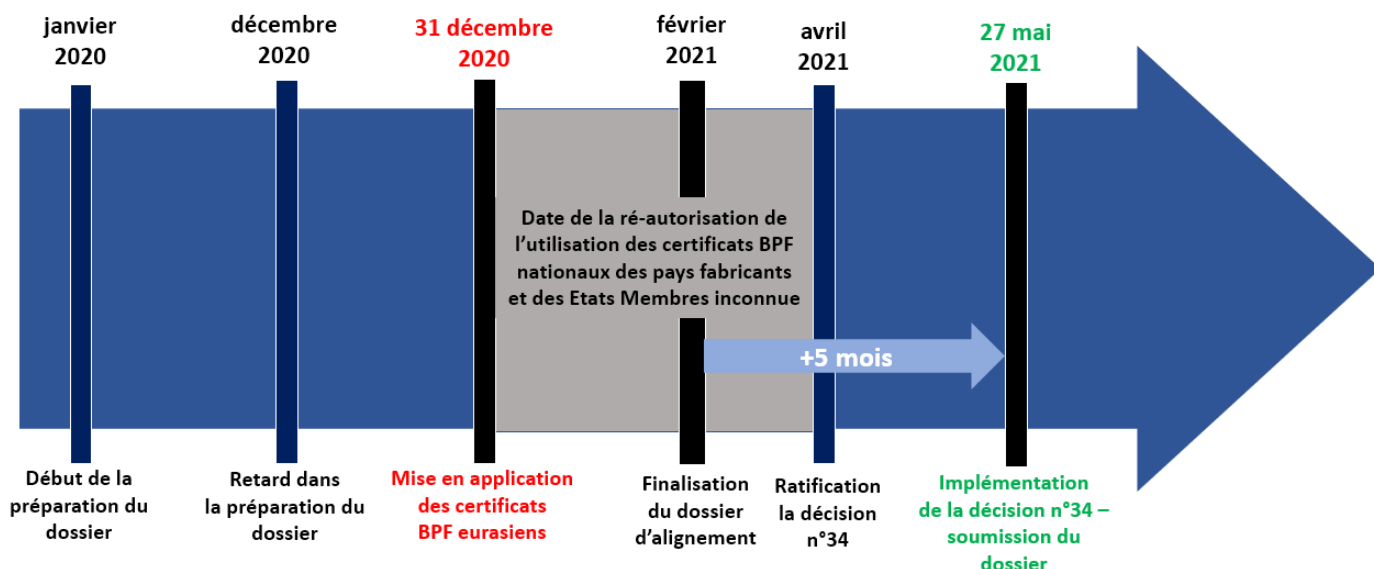 janvier
2020
décembre
2020
31 décembre
2020
février
2021
avril
2021
27 mai
2021
Date de la ré-autorisation de
l’utilisation des certificats BPF
nationaux des pays fabricants
et des Etats Membres inconnue
+5 mois
Début de la
préparation du
dossier
Retard dans
la préparation du
dossier
Mise en application
des certificats
BPF eurasiens
Finalisation
du dossier
d’alignement
Ratification
la décision
n°34
Implémentation
de la décision n°34 –
soumission du
dossier